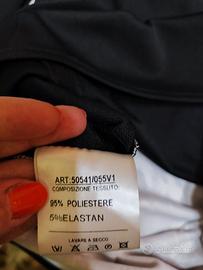 ART.50541/055V1
COMPOSIZIONE TESSUTO:
95% POLIESTERE
5%ELASTAN
LAVARE A SECCO